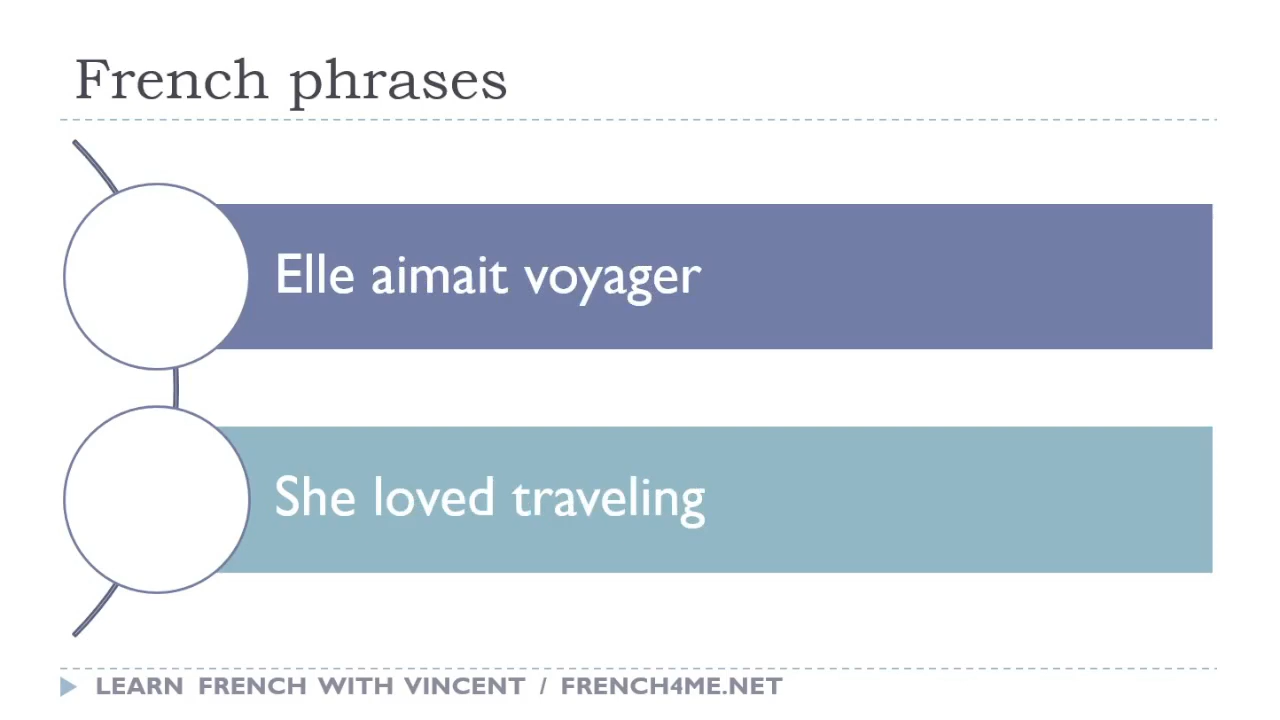 French phrases
Elle aimait voyager
She loved traveling
LEARN FRENCH WITH VINCENT / FRENCH4ME.NET